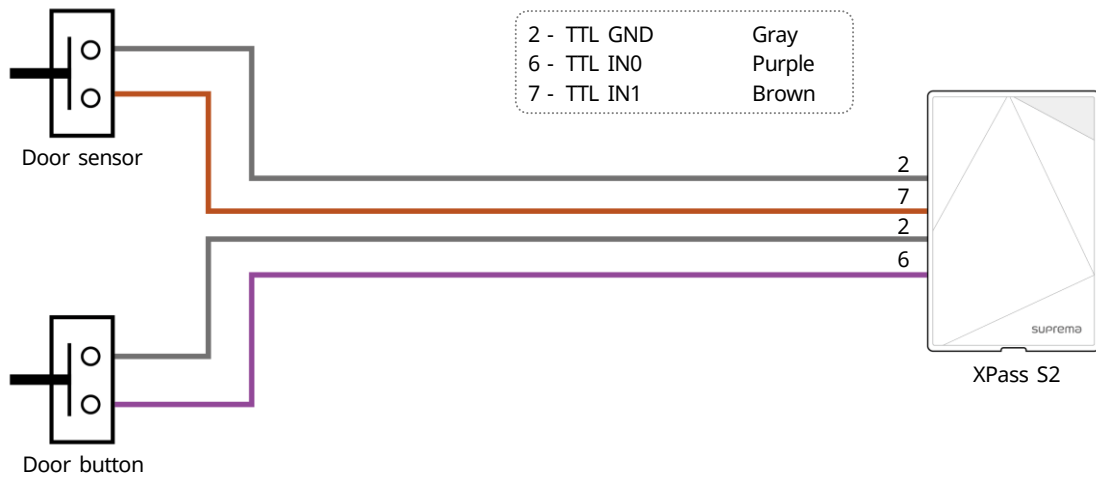 2 - TTL GND Gray
6 - TTL IN0 Purple
7 - TTL IN1 Brown
Door sensor
2
7
2
6
suprema
XPass S2
Door button